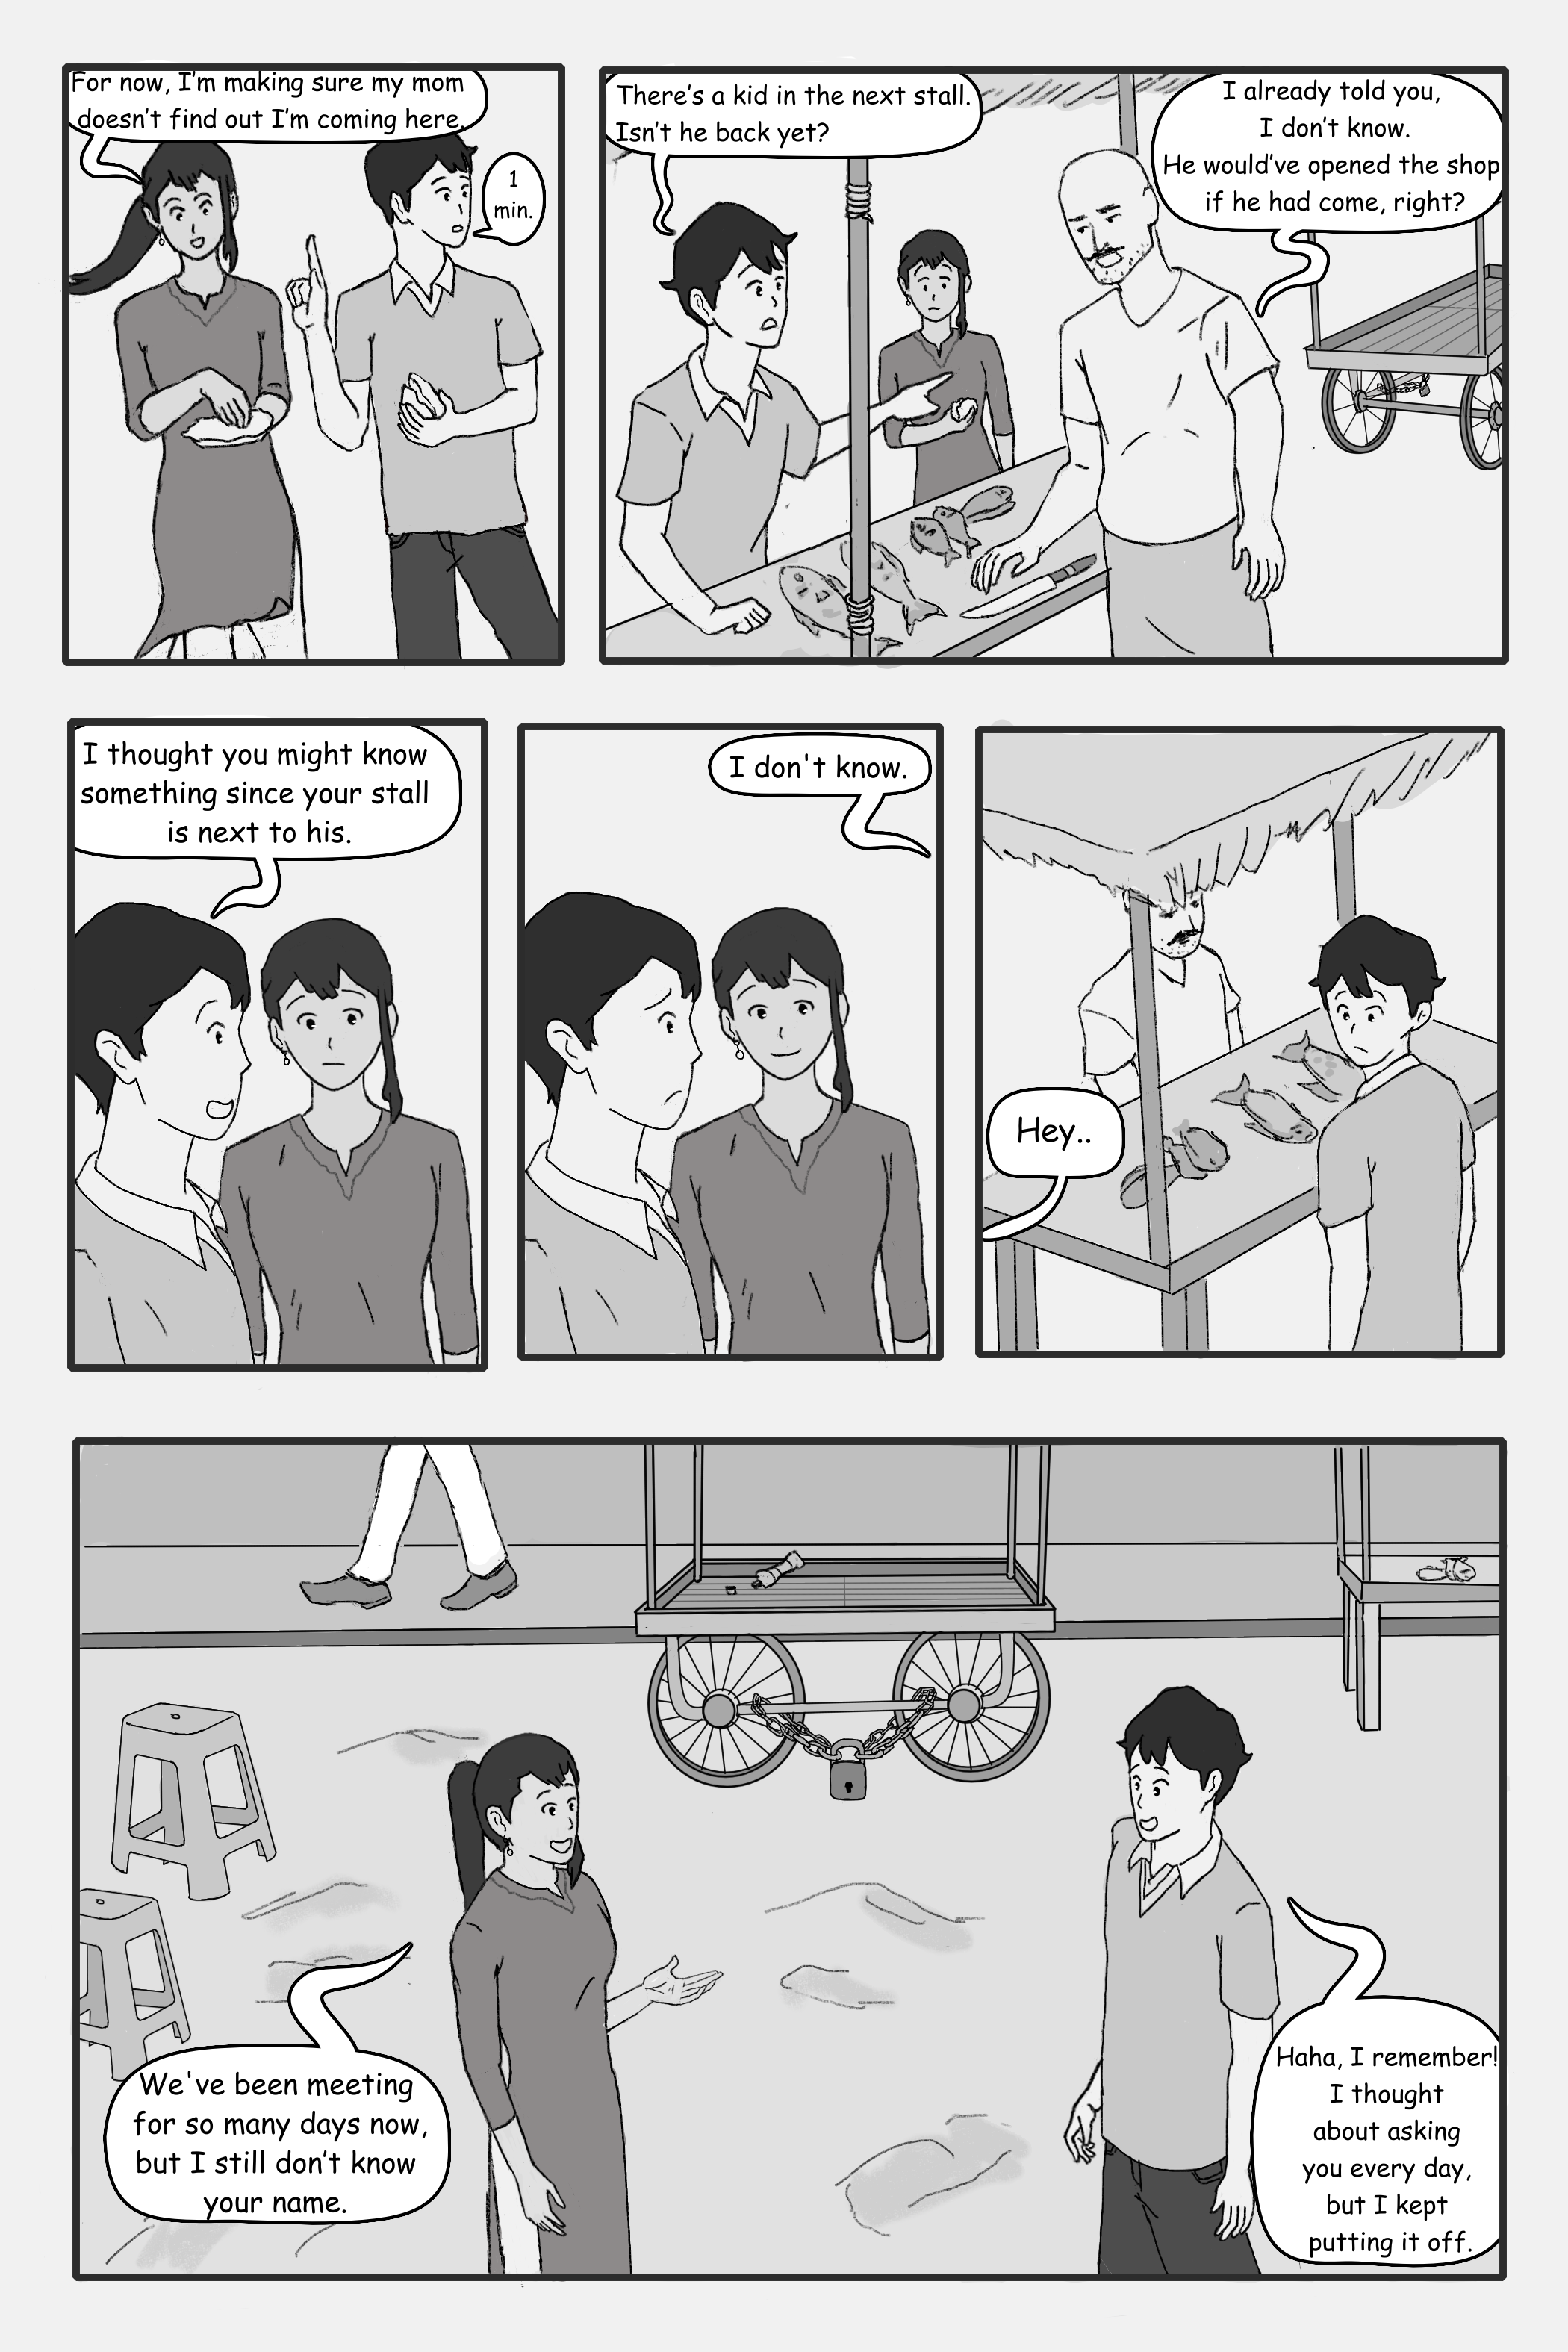 For now, I'm making sure my mom
doesn't find out I'm coming here.
1
min.
There's a kid in the next stall.
Isn't he back yet?
I already told you,
I don't know.
He would've opened the shop
if he had come, right?
I thought you might know
something since your stall
is next to his.
I don't know.
Hey..
We've been meeting
for so many days now,
but I still don't know
your name.
Haha, I remember!
I thought
about asking
you every day,
but I kept
putting it off.